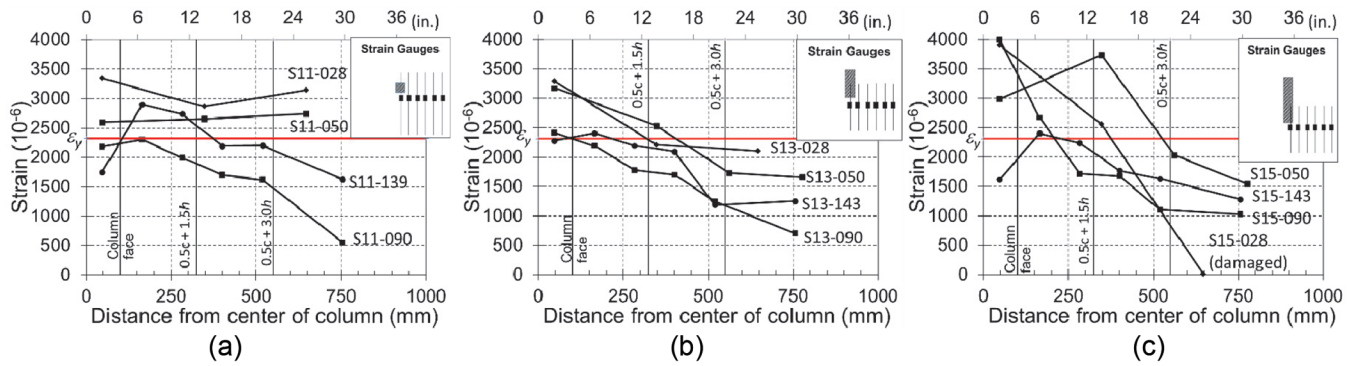 0 6 12 18 24 30 36 (in.)
4000
3500
3000
2500
2000
1500
1000
500
0
εy
Strain (10-6)
Strain Gauges
S11-028
S11-050
S11-139
S11-090
Column
face
0.5c + 1.5h
0.5c + 3.0h
0 250 500 750 1000
Distance from center of column (mm)
(a)
0 6 12 18 24 30 36 (in.)
4000
3500
3000
2500
2000
1500
1000
500
0
εy
Strain (10-6)
Strain Gauges
0.5c + 1.5h
0.5c + 3.0h
S13-028
S13-050
S13-143
S13-090
Column
face
0 250 500 750 1000
Distance from center of column (mm)
(b)
0 6 12 18 24 30 36 (in.)
4000
3500
3000
2500
2000
1500
1000
500
0
εy
Strain (10-6)
Strain Gauges
0.5c + 3.0h
S15-050
S15-143
S15-090
S15-028
(damaged)
Column
face
0.5c + 1.5h
0 250 500 750 1000
Distance from center of column (mm)
(c)